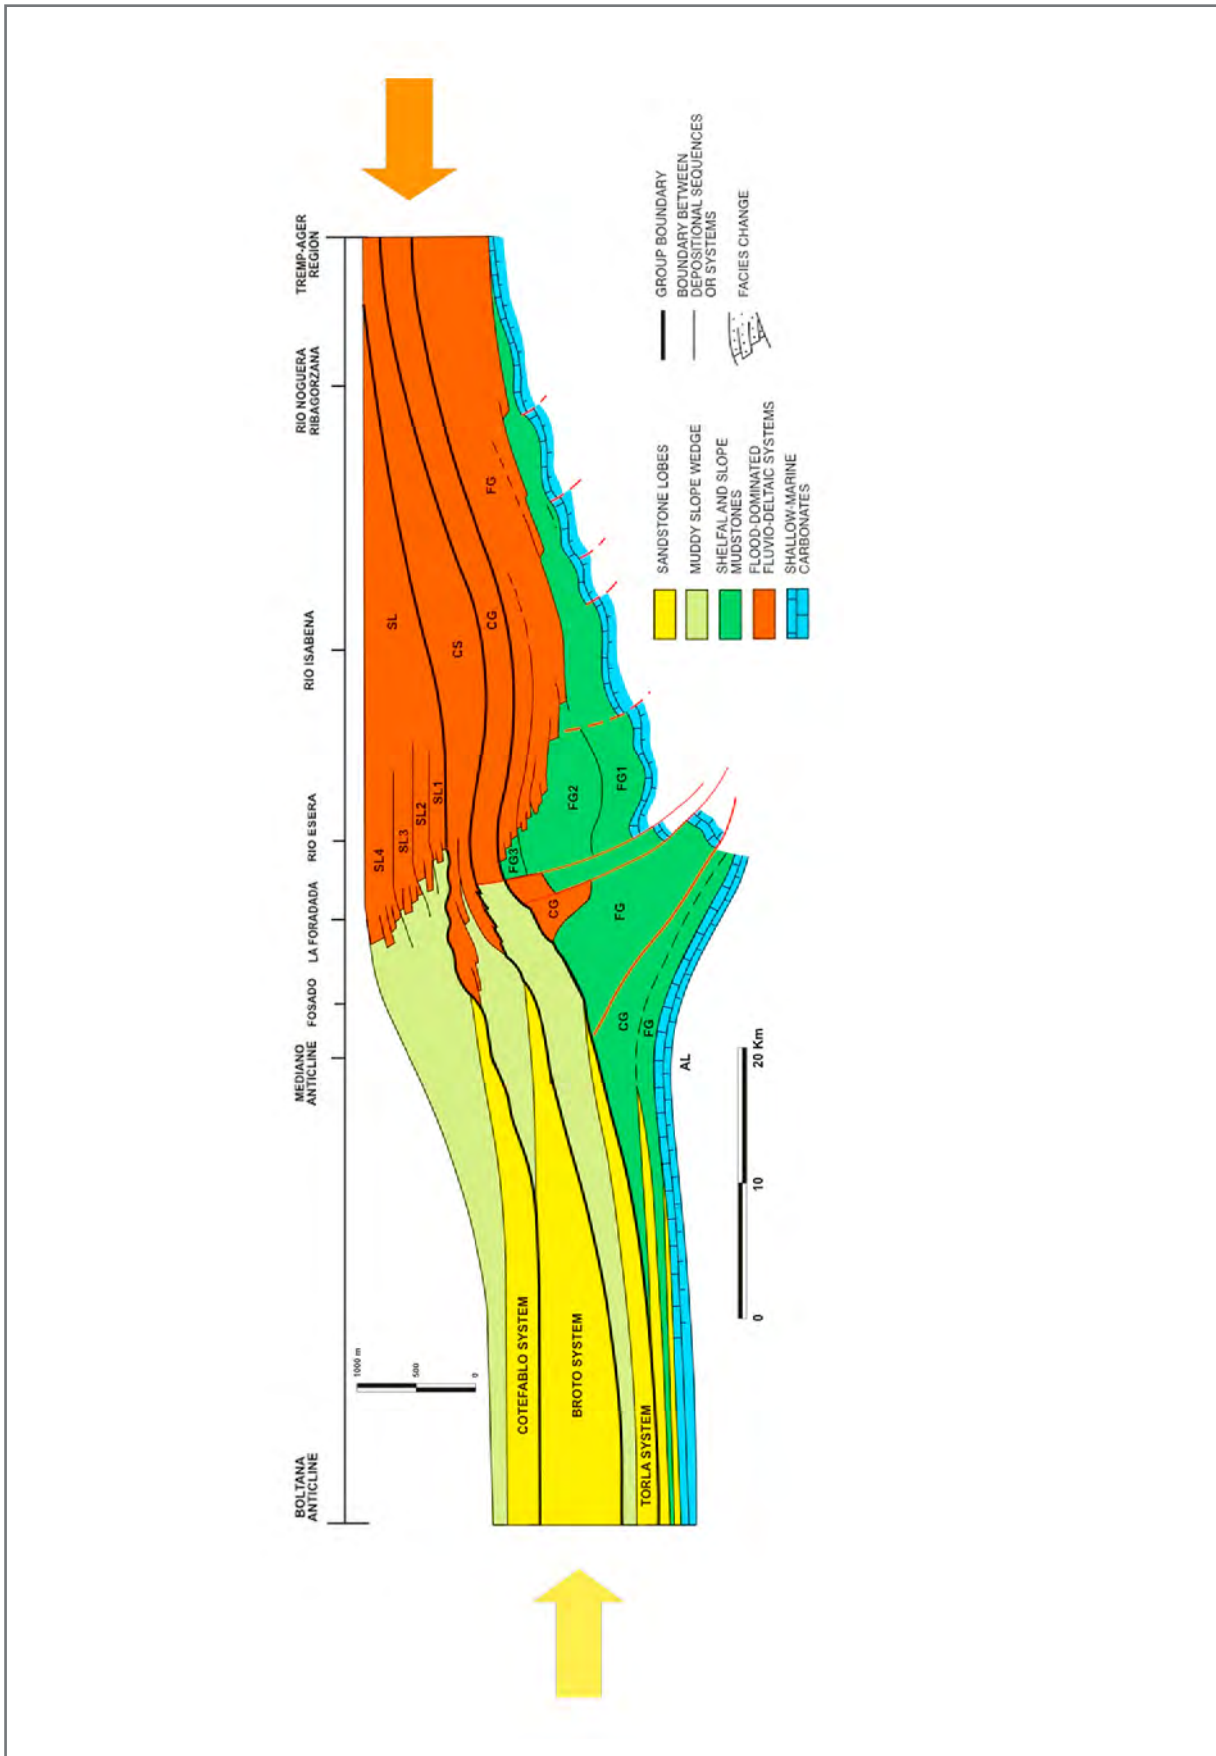 BOLTANA
ANTICLINE
MEDIANO
ANTICLINE
FOSADO
LA FORADADA
RIO ESERA
RIO ISABENA
RIO NOGUERA
RIBAGORZANA
TREMP-AGER
REGION
1000 m
500
0
COTEFABLO SYSTEM
BROTO SYSTEM
TORLA SYSTEM
SL4
SL3
SL2
SL1
SL
CS
CG
FG
FG3
FG2
FG1
CG
FG
CG
FG
AL
0
10
20 Km
SANDSTONE LOBES
MUDDY SLOPE WEDGE
SHELFAL AND SLOPE
MUDSTONES
FLOOD-DOMINATED
FLUVIO-DELTAIC SYSTEMS
SHALLOW-MARINE
CARBONATES
GROUP BOUNDARY
BOUNDARY BETWEEN
DEPOSITIONAL SEQUENCES
OR SYSTEMS
FACIES CHANGE